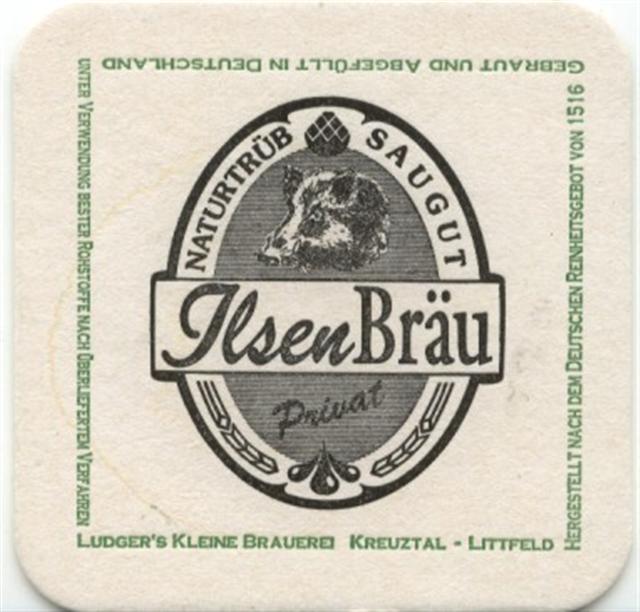 GEBRAUT UND ABGEFÜLLT IN DEUTSCHLAND
UNTER VERWENDUNG BESTER ROHSTOFFE NACH ÜBERLIEFERTEM VERFAHREN
HERGESTELLT NACH DEM DEUTSCHEN REINHEITSGEBOT VON 1516
NATURTRÜB SAUGUT
IlsenBräu
Privat
LUDGER'S KLEINE BRAUEREI KREUZTAL - LITTFELD